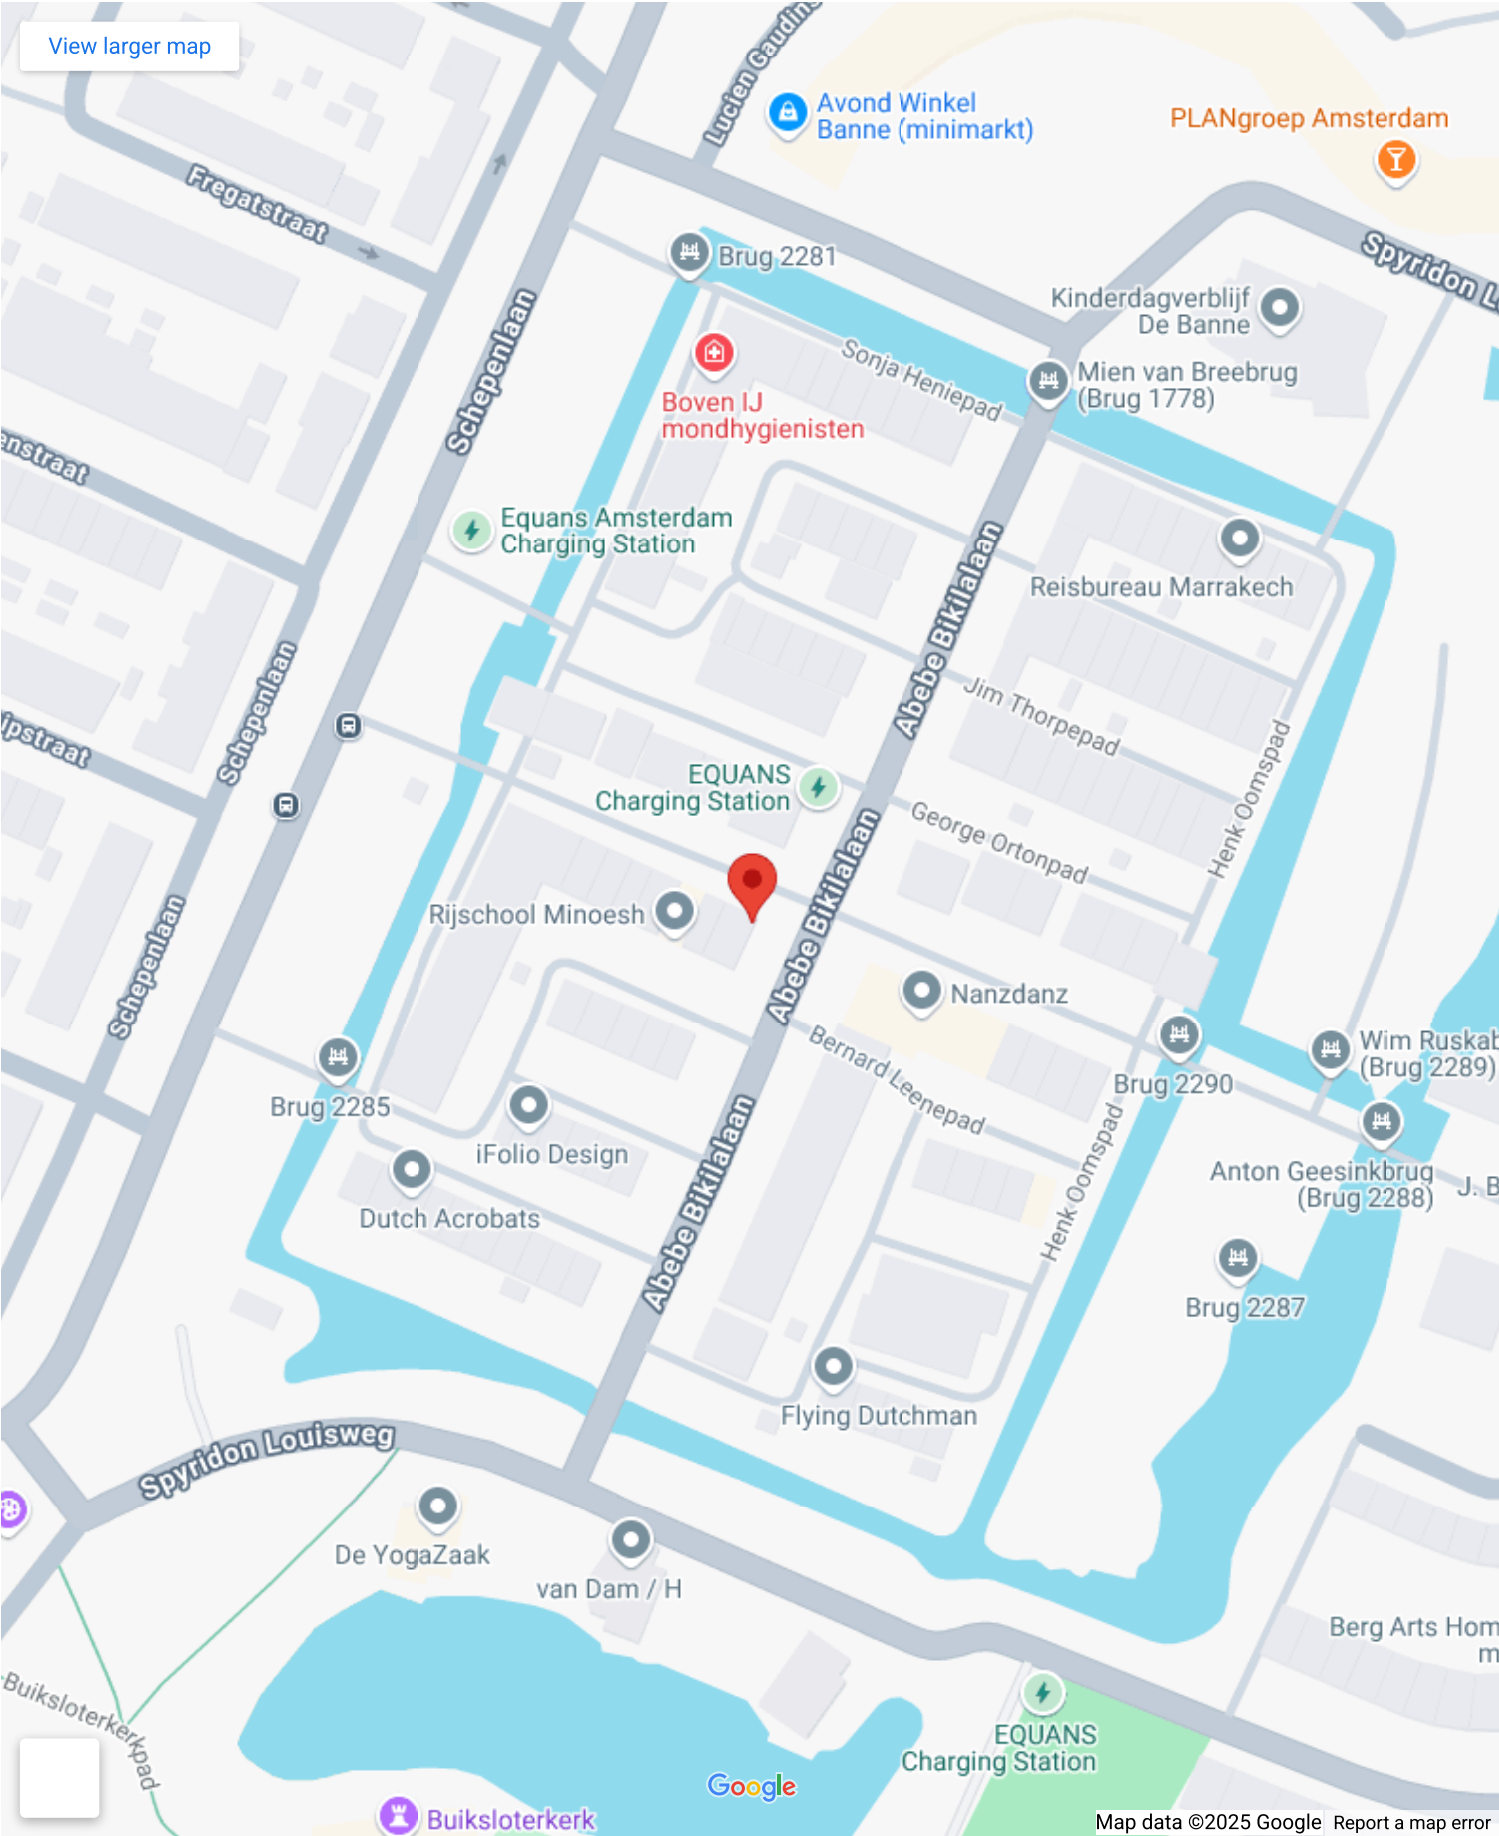 View larger map
Lucien Gaudins
Avond Winkel
Banne (minimarkt)
PLANgroep Amsterdam
Fregatstraat
Brug 2281
Spyridon L
Kinderdagverblijf
De Banne
Schepenlaan
Sonja Heniepad
Mien van Breebrug
(Brug 1778)
Boven IJ
mondhygienisten
enstraat
Equans Amsterdam
Charging Station
Abebe Bikilalaan
Reisbureau Marrakech
Schepenlaan
Jim Thorpepad
ipstraat
Henk Oomspad
EQUANS
Charging Station
George Ortonpad
Abebe Bikilalaan
Rijschool Minoesh
Schepenlaan
Nanzdanz
Bernard Leenepad
Wim Ruskab
(Brug 2289)
Brug 2290
Brug 2285
iFolio Design
Abebe Bikilalaan
Henk Oomspad
Anton Geesinkbrug
(Brug 2288)
J. B
Dutch Acrobats
Brug 2287
Flying Dutchman
Spyridon Louisweg
De YogaZaak
van Dam / H
Berg Arts Hom
m
Buiksloterkerkpad
EQUANS
Charging Station
Google
Buiksloterkerk
Map data ©2025 Google
Report a map error